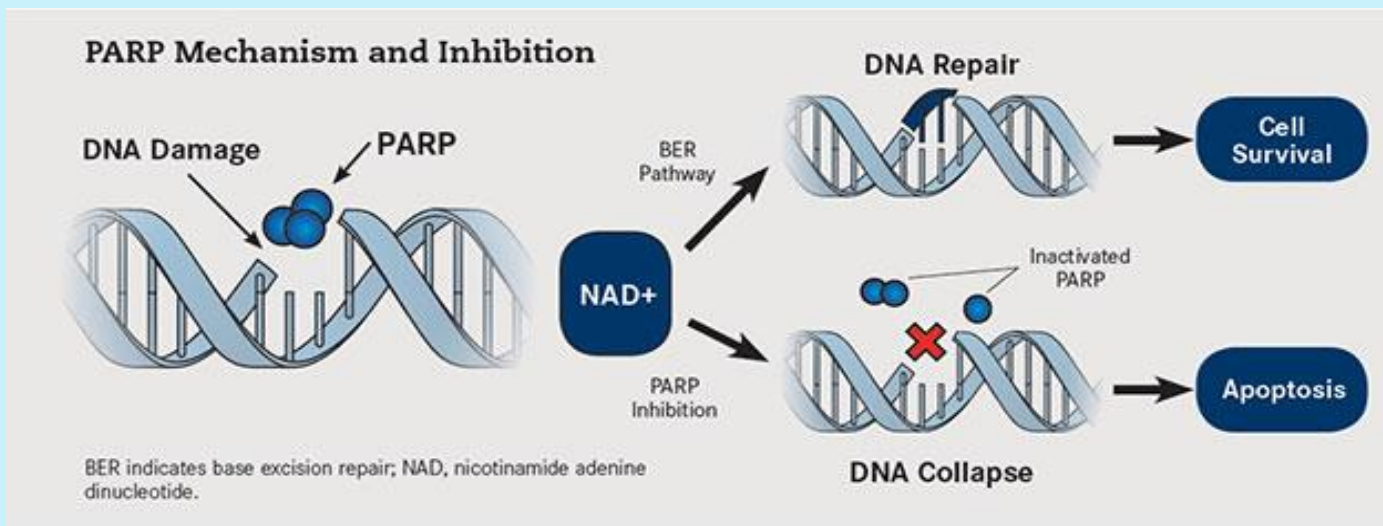 PARP Mechanism and Inhibition
DNA Damage
PARP
NAD+
BER
Pathway
DNA Repair
Cell
Survival
PARP
Inhibition
Inactivated
PARP
DNA Collapse
Apoptosis
BER indicates base excision repair; NAD, nicotinamide adenine
dinucleotide.